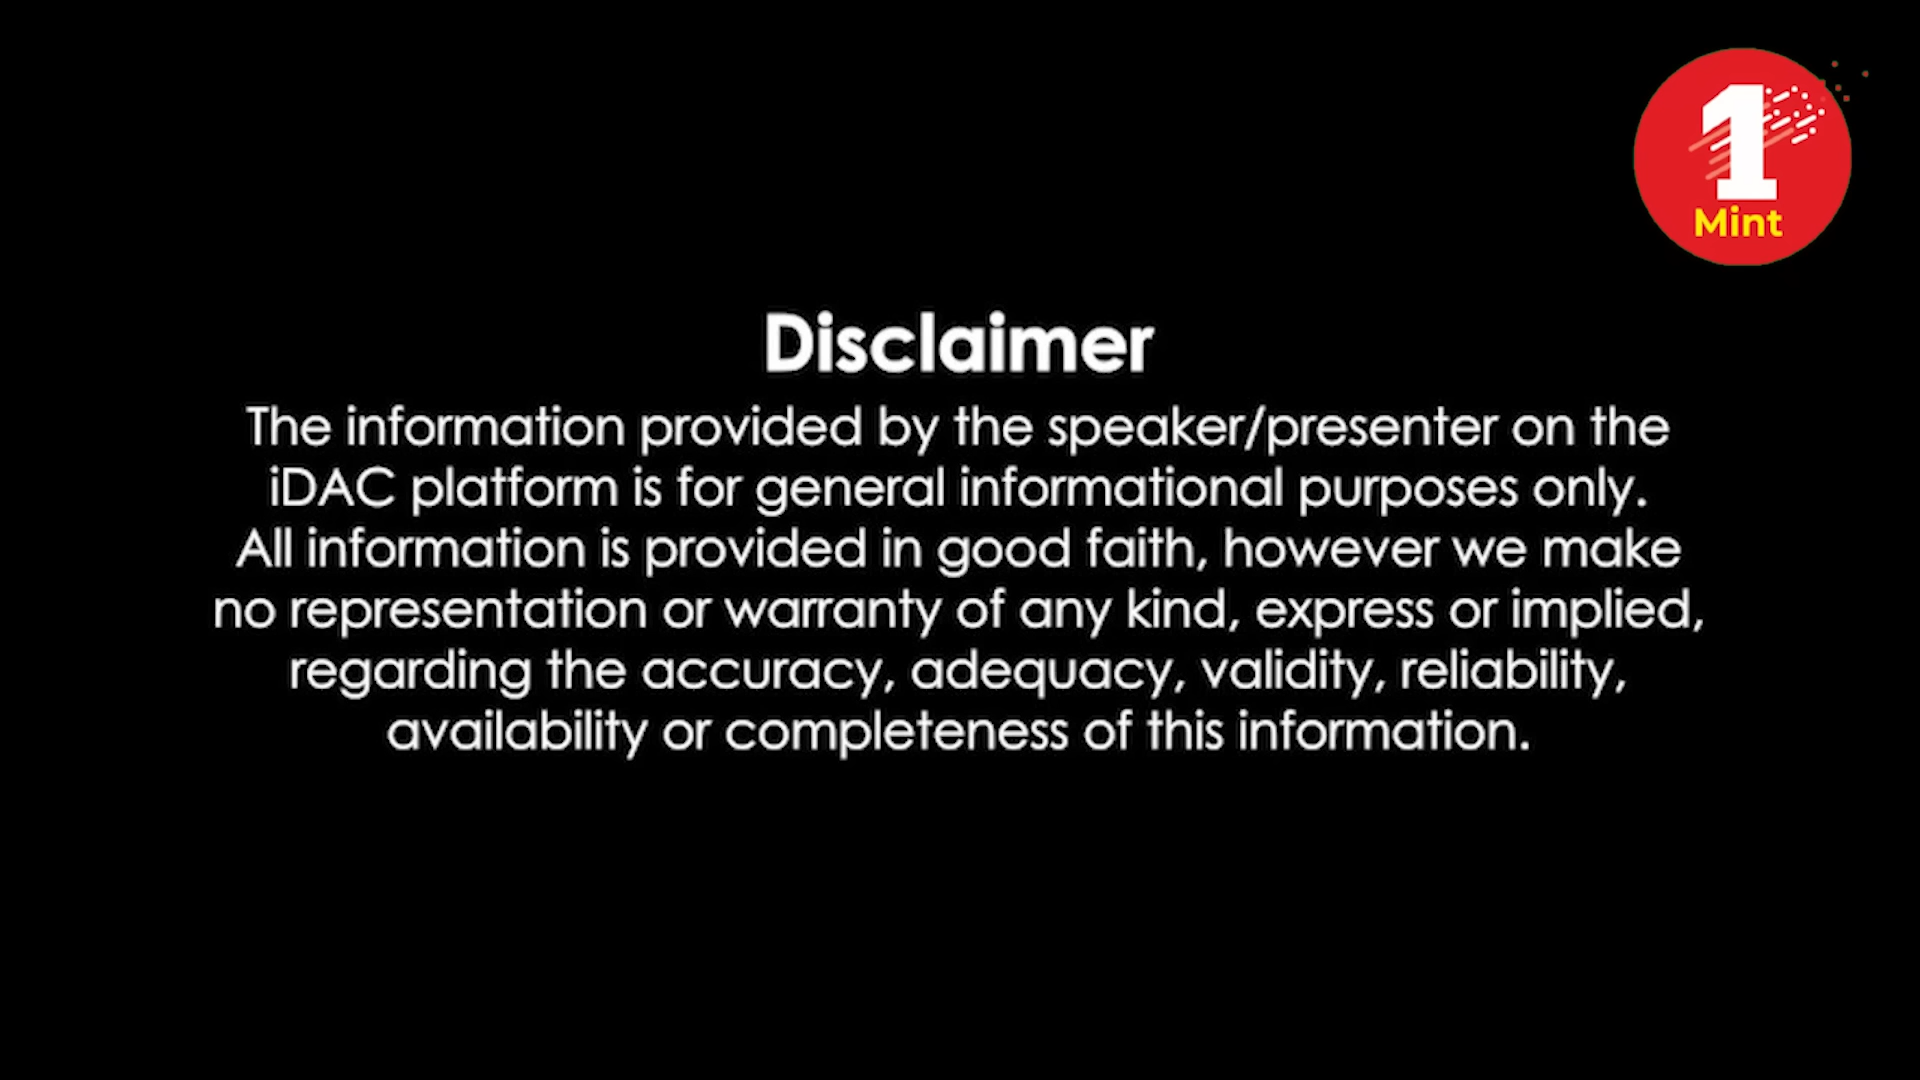 1
Mint
Disclaimer
The information provided by the speaker/presenter on the
iDAC platform is for general informational purposes only.
All information is provided in good faith, however we make
no representation or warranty of any kind, express or implied,
regarding the accuracy, adequacy, validity, reliability,
availability or completeness of this information.